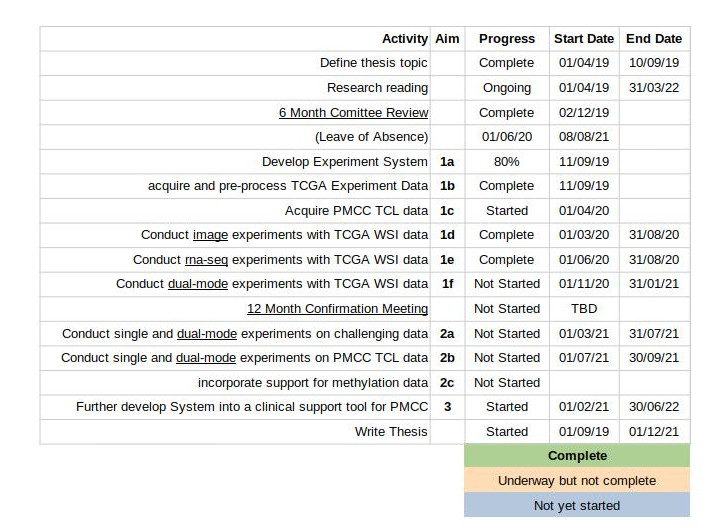 Activity Aim Progress Start Date End Date
Define thesis topic Complete 01/04/19 10/09/19
Research reading Ongoing 01/04/19 31/03/22
6 Month Comittee Review Complete 02/12/19
(Leave of Absence) 01/06/20 08/08/21
Develop Experiment System 1a 80% 11/09/19
acquire and pre-process TCGA Experiment Data 1b Complete 11/09/19
Acquire PMCC TCL data 1c Started 01/04/20
Conduct image experiments with TCGA WSI data 1d Complete 01/03/20 31/08/20
Conduct rna-seq experiments with TCGA WSI data 1e Complete 01/06/20 31/08/20
Conduct dual-mode experiments with TCGA WSI data 1f Not Started 01/11/20 31/01/21
12 Month Confirmation Meeting Not Started TBD
Conduct single and dual-mode experiments on challenging data 2a Not Started 01/03/21 31/07/21
Conduct single and dual-mode experiments on PMCC TCL data 2b Not Started 01/07/21 30/09/21
incorporate support for methylation data 2c Not Started
Further develop System into a clinical support tool for PMCC 3 Started 01/02/21 30/06/22
Write Thesis Started 01/09/19 01/12/21
Complete
Underway but not complete
Not yet started